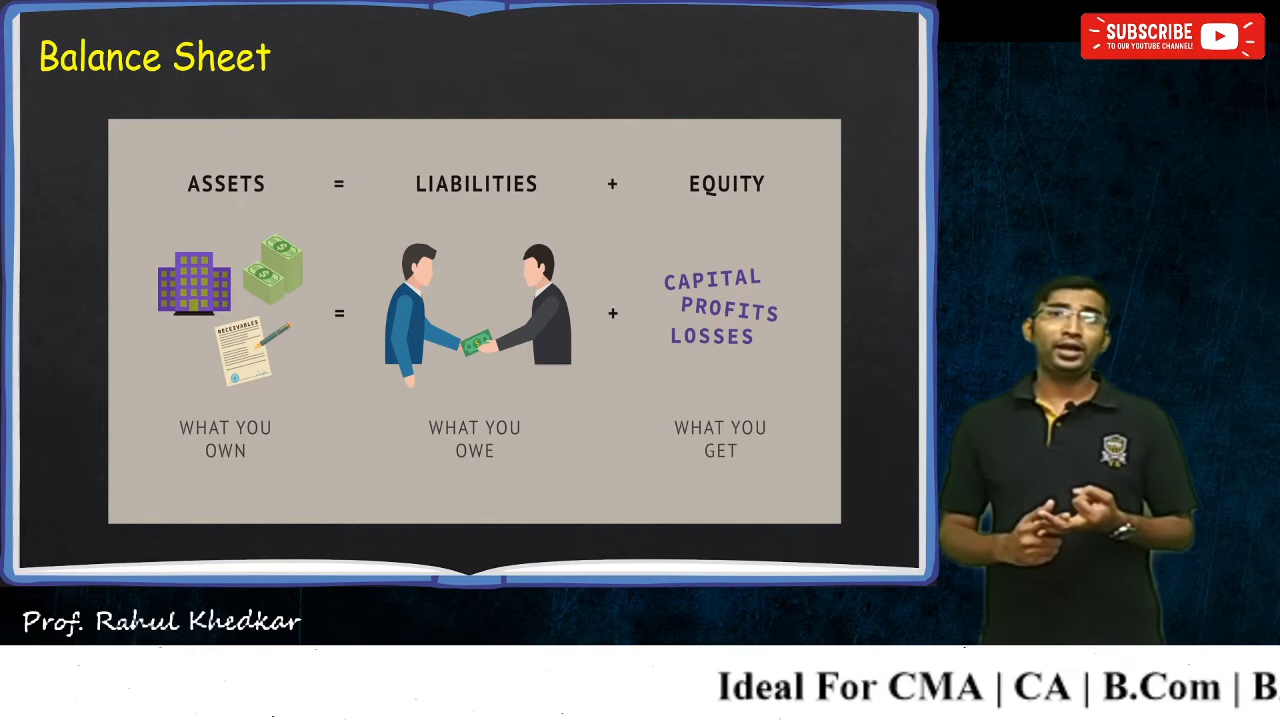 Balance Sheet
SUBSCRIBE
TO OUR YOUTUBE CHANNEL!
ASSETS = LIABILITIES + EQUITY
RECEIVABLES
= +
CAPITAL
PROFITS
LOSSES
WHAT YOU
OWN
WHAT YOU
OWE
WHAT YOU
GET
Prof. Rahul Khedkar
Ideal For CMA | CA | B.Com | B